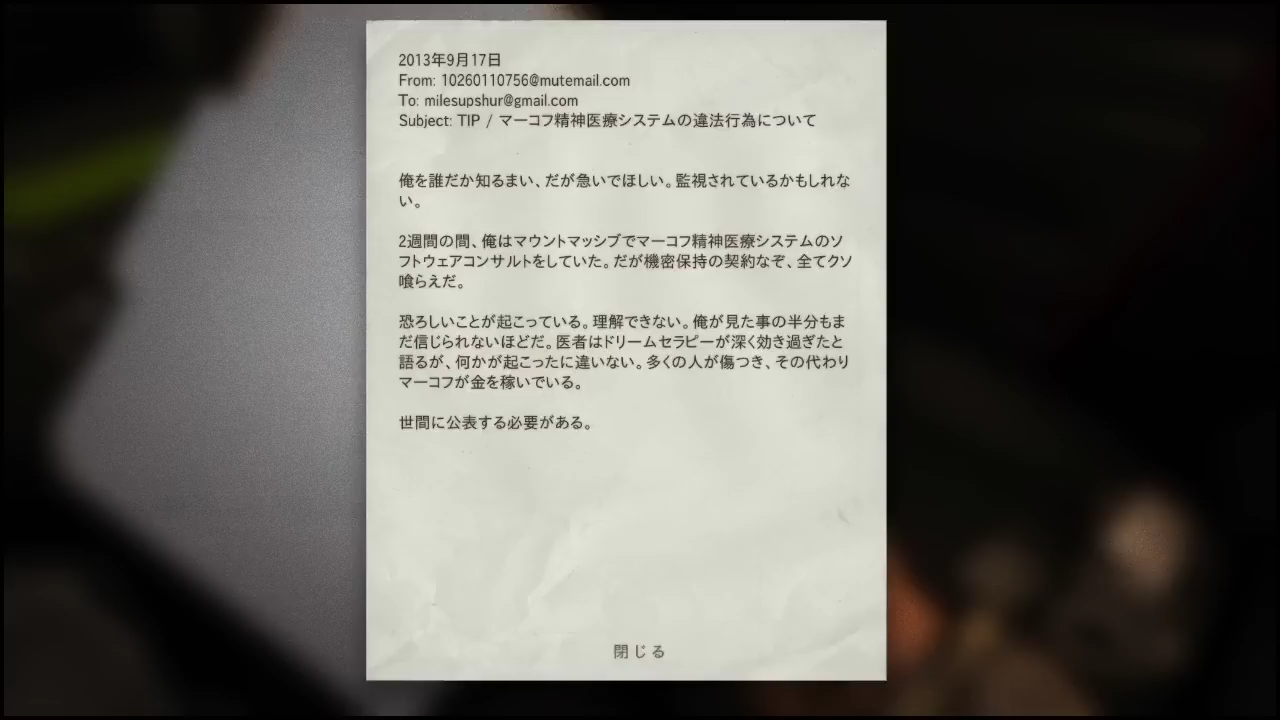 2013年9月17日
From: 10260110756@mutemail.com
To: milesupshur@gmail.com
Subject: TIP / マーコフ精神医療システムの違法行為について
俺を誰だか知るまい、だが急いでほしい。監視されているかもしれな
い。
2週間の間、俺はマウントマッシブでマーコフ精神医療システムのソ
フトウェアコンサルトをしていた。だが機密保持の契約なぞ、全てクソ
喰らえだ。
恐ろしいことが起こっている。理解できない。俺が見た事の半分もま
だ信じられないほどだ。医者はドリームセラピーが深く効き過ぎたと
語るが、何かが起こったに違いない。多くの人が傷つき、その代わり
マーコフが金を稼いでいる。
世間に公表する必要がある。
閉じる